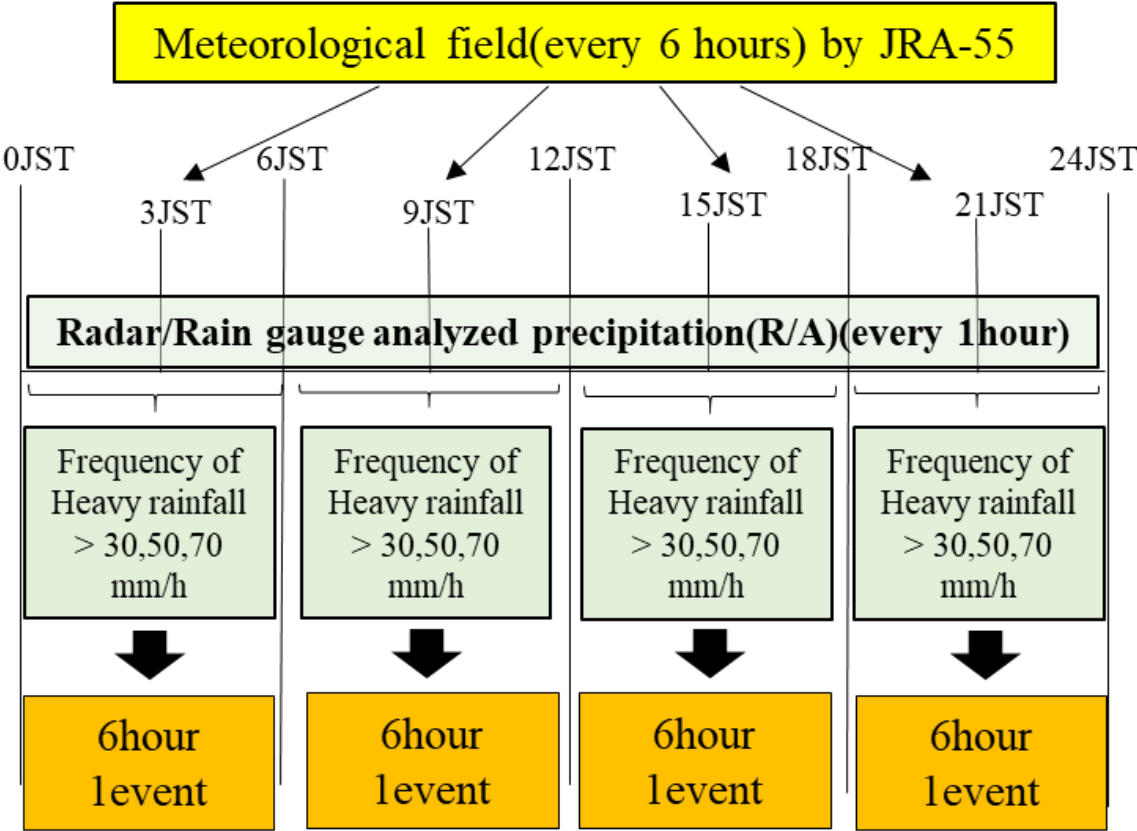 Meteorological field(every 6 hours) by JRA-55
0JST
6JST
12JST
18JST
24JST
3JST
9JST
15JST
21JST
Radar/Rain gauge analyzed precipitation(R/A)(every 1hour)
Frequency of
Heavy rainfall
> 30,50,70
mm/h
Frequency of
Heavy rainfall
> 30,50,70
mm/h
Frequency of
Heavy rainfall
> 30,50,70
mm/h
Frequency of
Heavy rainfall
> 30,50,70
mm/h
6hour
1event
6hour
1event
6hour
1event
6hour
1event